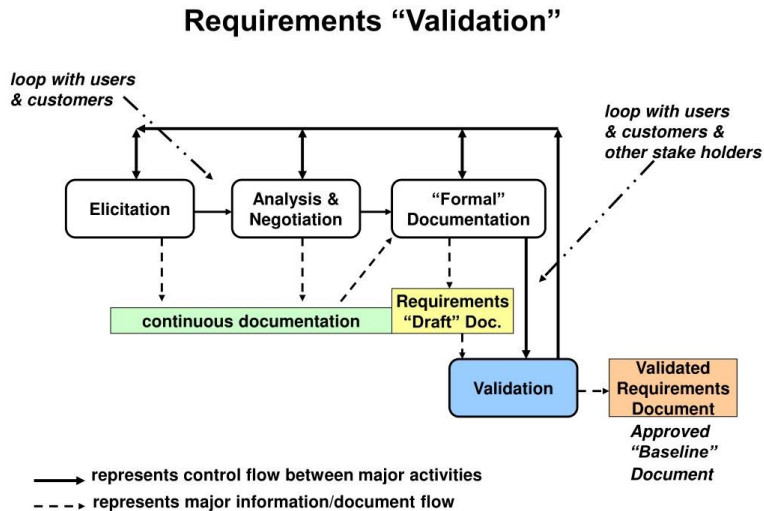 Requirements “Validation”
loop with users
& customers
loop with users
& customers &
other stake holders
Elicitation
Analysis &
Negotiation
“Formal”
Documentation
continuous documentation
Requirements
“Draft” Doc.
Validation
Validated
Requirements
Document
Approved
“Baseline”
Document
represents control flow between major activities
represents major information/document flow